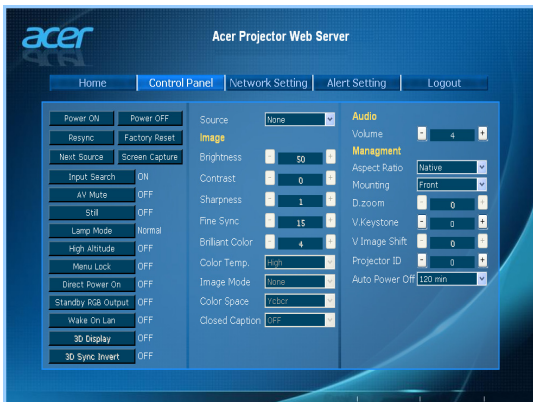 acer
Acer Projector Web Server
Home Control Panel Network Setting Alert Setting Logout
Power ON Power OFF
Resync Factory Reset
Next Source Screen Capture
Input Search ON
AV Mute OFF
Still OFF
Lamp Mode Normal
High Altitude OFF
Menu Lock OFF
Direct Power On OFF
Standby RGB Output OFF
Wake On Lan OFF
3D Display OFF
3D Sync Invert OFF
Source None
Image
Brightness - 50 +
Contrast - 0 +
Sharpness - 1 +
Fine Sync - 15 +
Brilliant Color - 4 +
Color Temp. High
Image Mode None
Color Space Ycbcr
Closed Caption OFF
Audio
Volume - 4 +
Managment
Aspect Ratio Native
Mounting Front
D.zoom - 0 +
V.Keystone - 0 +
V Image Shift - 0 +
Projector ID - 0 +
Auto Power Off 120 min